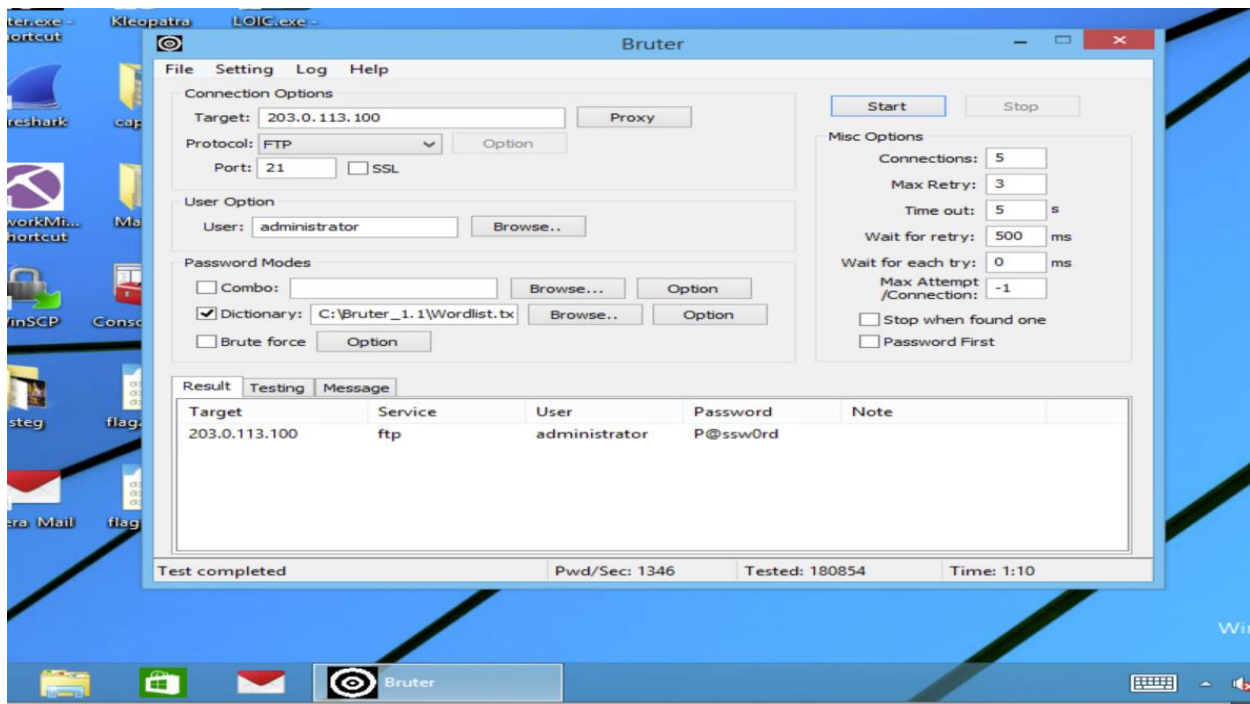 ter.exe -
ortcut
Kleopatra
LOIC.exe -
Bruter
File Setting Log Help
Connection Options
Target: 203.0.113.100 Proxy
Protocol: FTP Option
Port: 21 SSL
User Option
User: administrator Browse..
Password Modes
Combo: Browse... Option
Dictionary: C:\Bruter_1.1\Wordlist.tx Browse.. Option
Brute force Option
Start Stop
Misc Options
Connections: 5
Max Retry: 3
Time out: 5 s
Wait for retry: 500 ms
Wait for each try: 0 ms
Max Attempt
/Connection: -1
Stop when found one
Password First
Result Testing Message
Target Service User Password Note
203.0.113.100 ftp administrator P@ssw0rd
Test completed Pwd/Sec: 1346 Tested: 180854 Time: 1:10
reshark
cap
workMi...
hortcut
Ma
inSCP
Conso
steg
flag.
era Mail
flag
Wi
Bruter